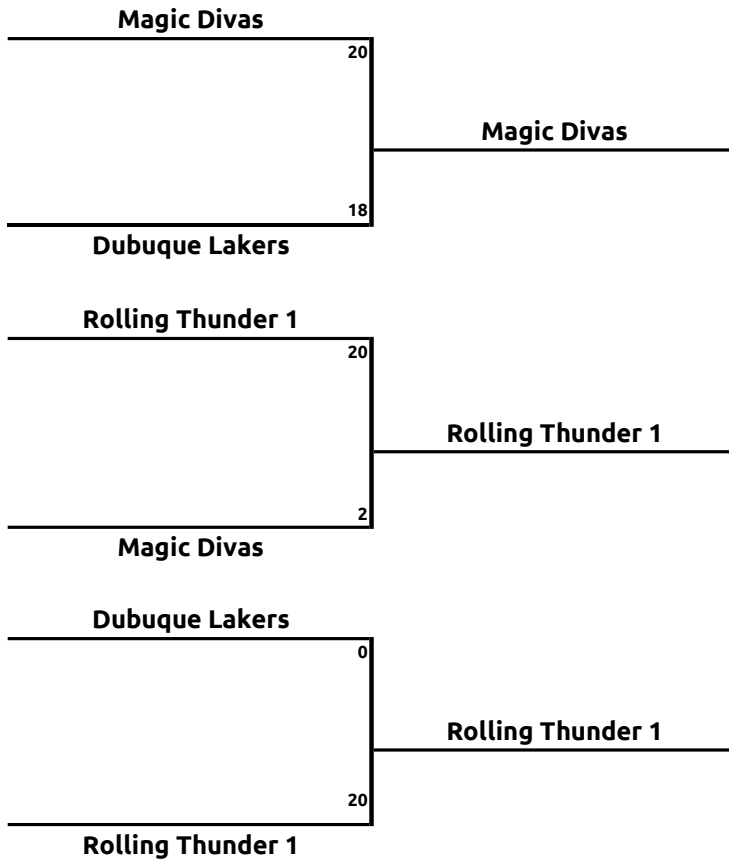 Magic Divas
20
Magic Divas
18
Dubuque Lakers
Rolling Thunder 1
20
Rolling Thunder 1
2
Magic Divas
Dubuque Lakers
0
Rolling Thunder 1
20
Rolling Thunder 1